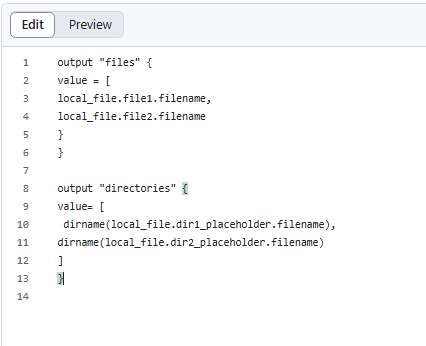 Edit Preview
1 output "files" {
2 value = [
3 local_file.file1.filename,
4 local_file.file2.filename
5 }
6 }
7
8 output "directories" {
9 value= [
10  dirname(local_file.dir1_placeholder.filename),
11 dirname(local_file.dir2_placeholder.filename)
12 ]
13 }
14